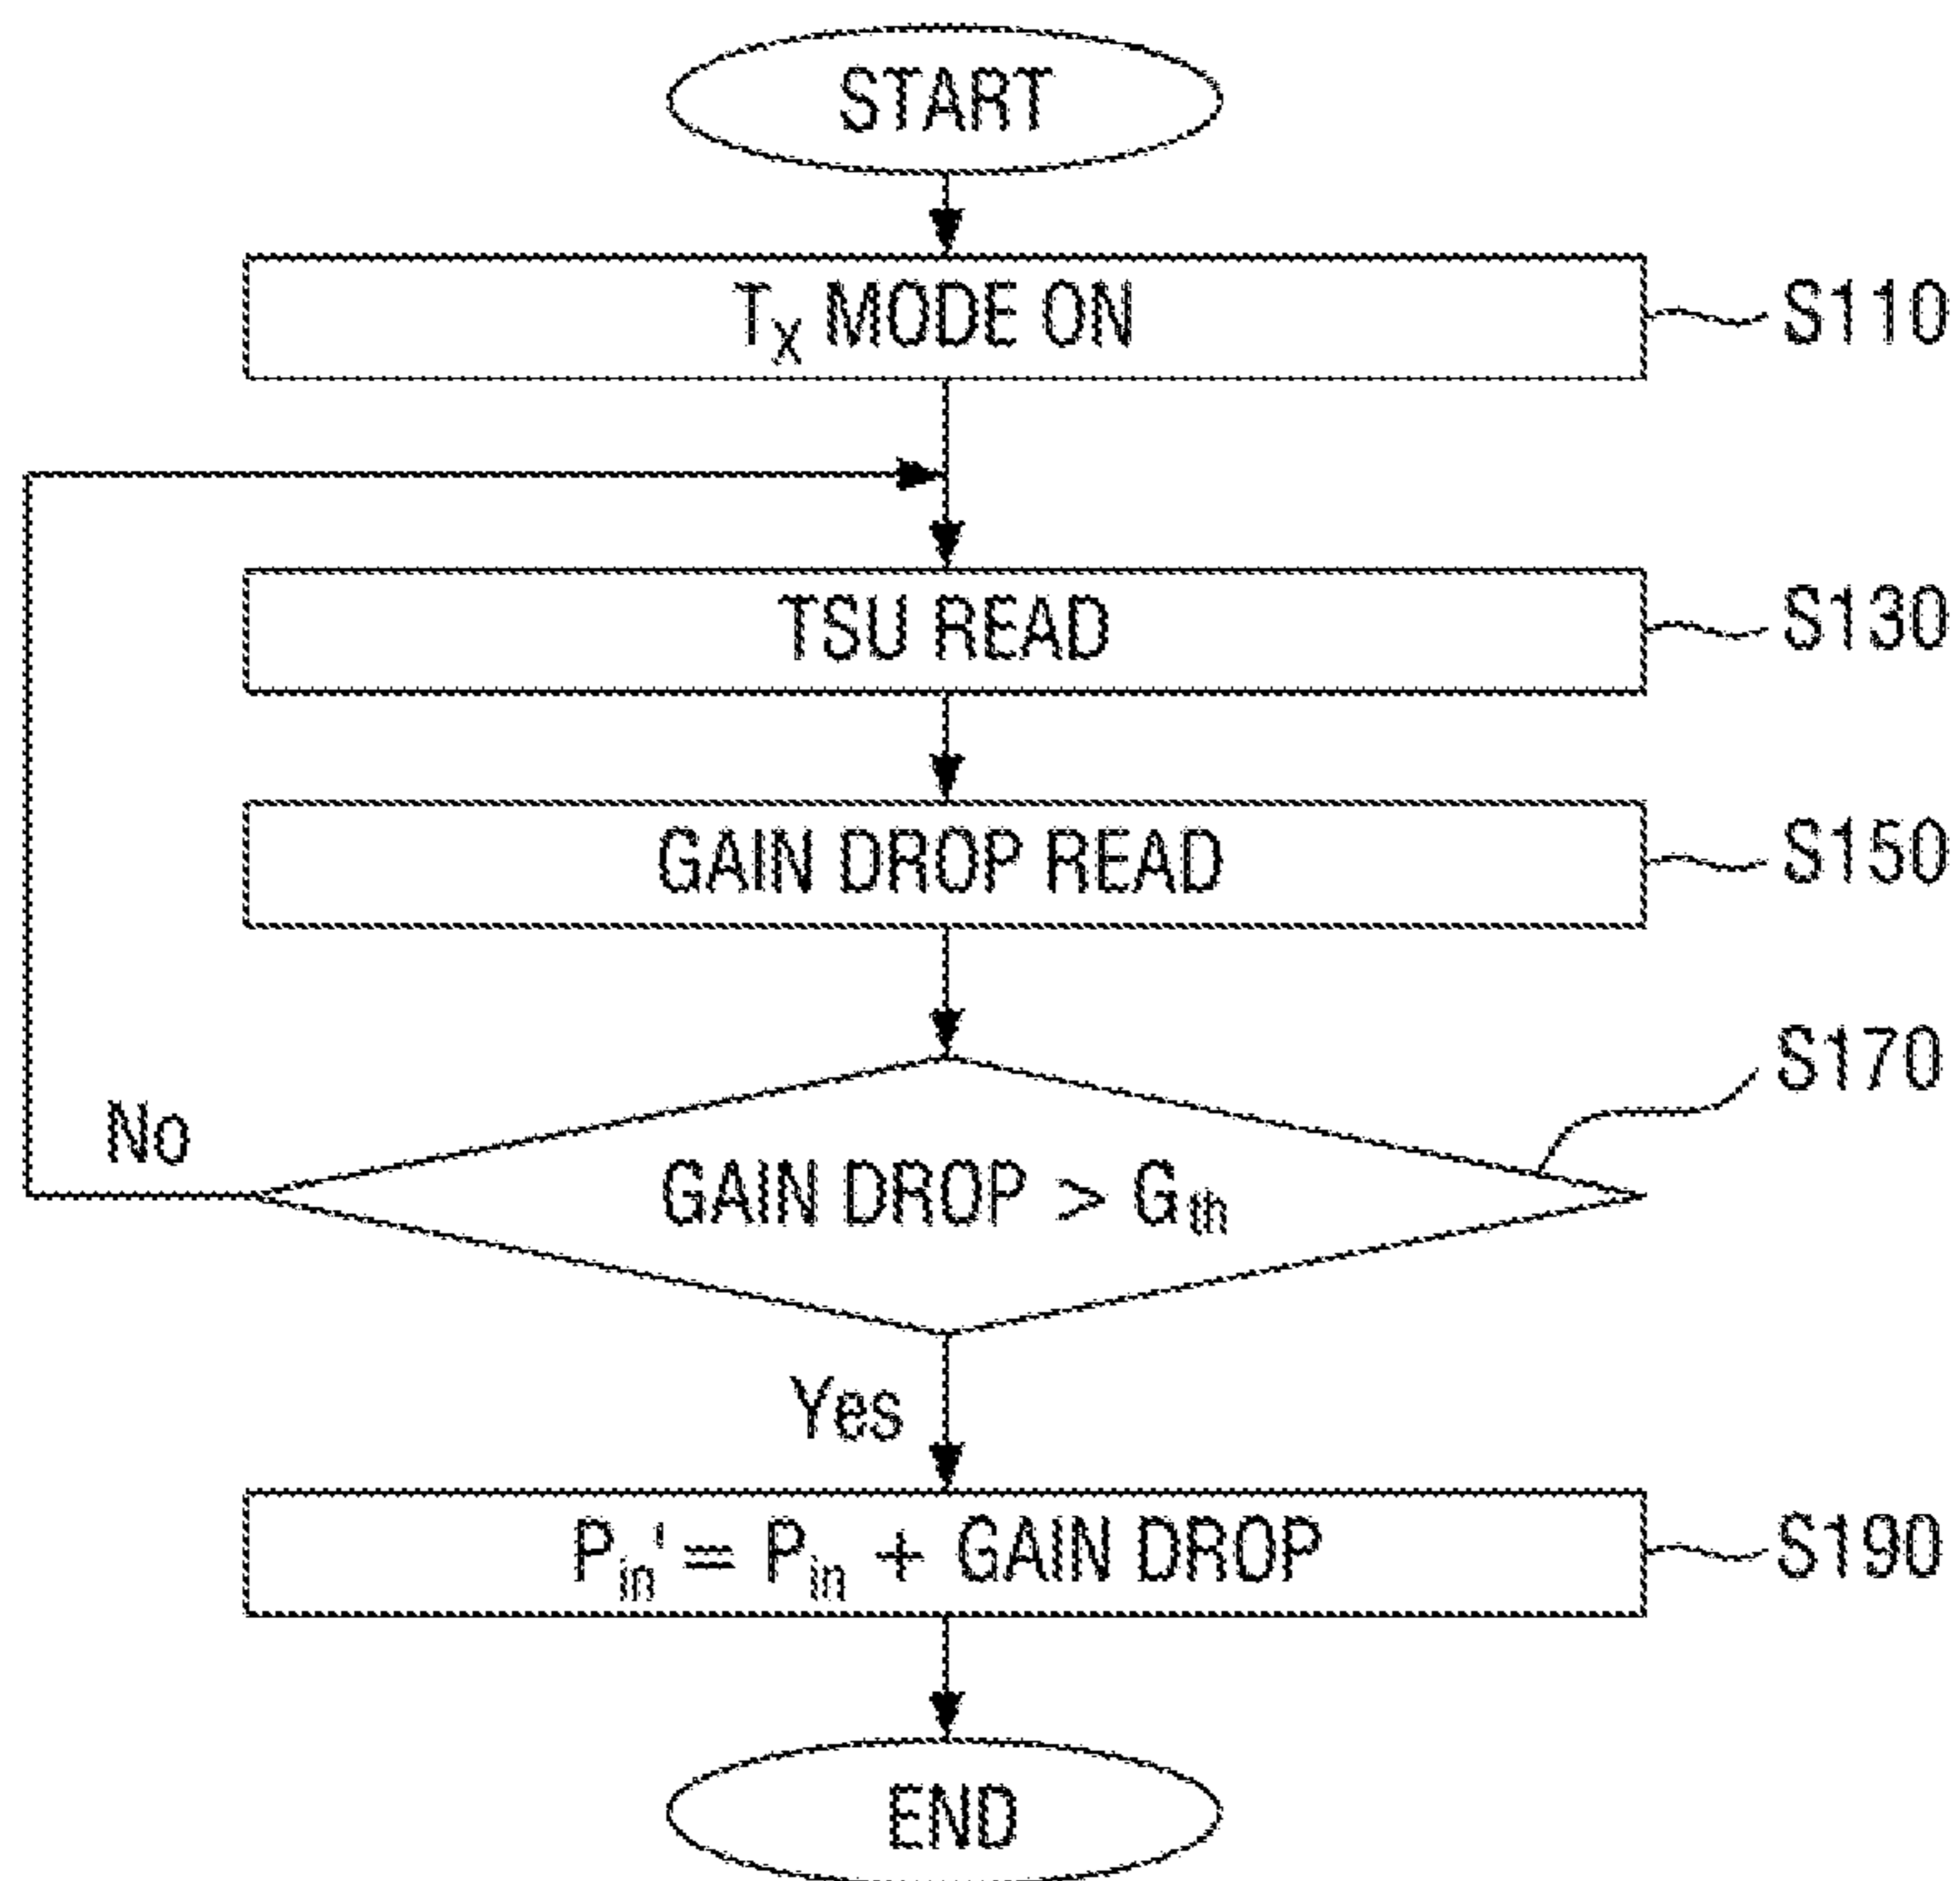 START
Tx MODE ON
S110
TSU READ
S130
GAIN DROP READ
S150
S170
No
GAIN DROP > Gth
Yes
Pin' = Pin + GAIN DROP
S190
END